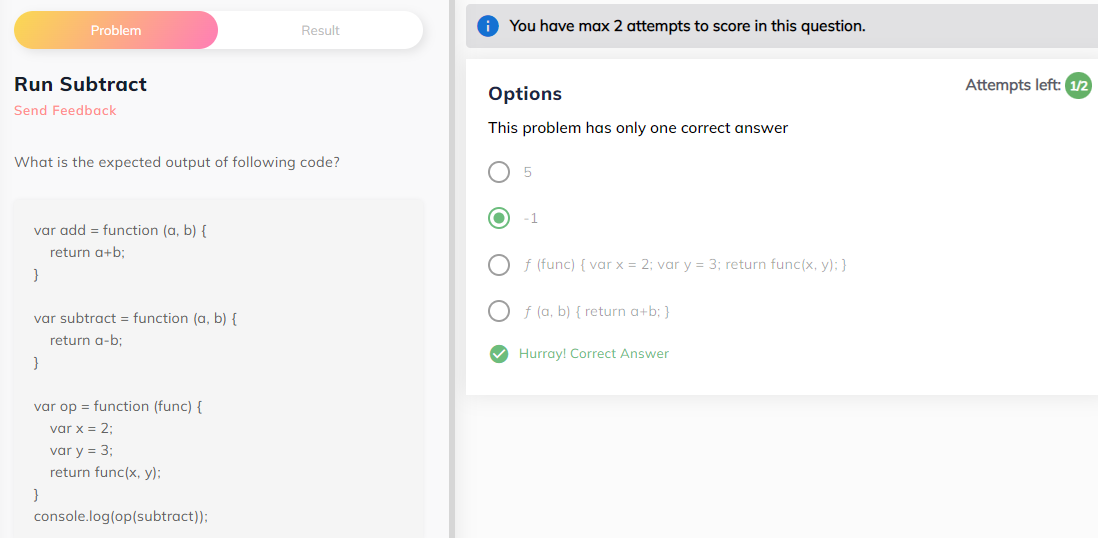 Problem
Result
Run Subtract
Send Feedback
What is the expected output of following code?
var add = function (a, b) {
return a+b;
}
var subtract = function (a, b) {
return a-b;
}
var op = function (func) {
var x = 2;
var y = 3;
return func(x, y);
}
console.log(op(subtract));
You have max 2 attempts to score in this question.
Options
Attempts left: 1/2
This problem has only one correct answer
5
-1
ƒ (func) { var x = 2; var y = 3; return func(x, y); }
ƒ (a, b) { return a+b; }
Hurray! Correct Answer